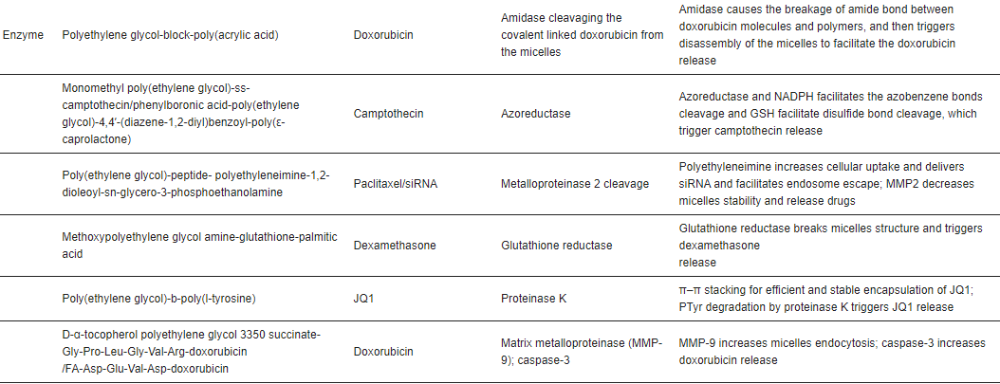 Enzyme
Polyethylene glycol-block-poly(acrylic acid)
Doxorubicin
Amidase cleavaging the
covalent linked doxorubicin from
the micelles
Amidase causes the breakage of amide bond between
doxorubicin molecules and polymers, and then triggers
disassembly of the micelles to facilitate the doxorubicin
release
Monomethyl poly(ethylene glycol)-ss-
camptothecin/phenylboronic acid-poly(ethylene
glycol)-4,4′-(diazene-1,2-diyl)benzoyl-poly(ε-
caprolactone)
Camptothecin
Azoreductase
Azoreductase and NADPH facilitates the azobenzene bonds
cleavage and GSH facilitate disulfide bond cleavage, which
trigger camptothecin release
Poly(ethylene glycol)-peptide- polyethyleneimine-1,2-
dioleoyl-sn-glycero-3-phosphoethanolamine
Paclitaxel/siRNA
Metalloproteinase 2 cleavage
Polyethyleneimine increases cellular uptake and delivers
siRNA and facilitates endosome escape; MMP2 decreases
micelles stability and release drugs
Methoxypolyethylene glycol amine-glutathione-palmitic
acid
Dexamethasone
Glutathione reductase
Glutathione reductase breaks micelles structure and triggers
dexamethasone
release
Poly(ethylene glycol)-b-poly(l-tyrosine)
JQ1
Proteinase K
π–π stacking for efficient and stable encapsulation of JQ1;
PTyr degradation by proteinase K triggers JQ1 release
D-α-tocopherol polyethylene glycol 3350 succinate-
Gly-Pro-Leu-Gly-Val-Arg-doxorubicin
/FA-Asp-Glu-Val-Asp-doxorubicin
Doxorubicin
Matrix metalloproteinase (MMP-
9); caspase-3
MMP-9 increases micelles endocytosis; caspase-3 increases
doxorubicin release